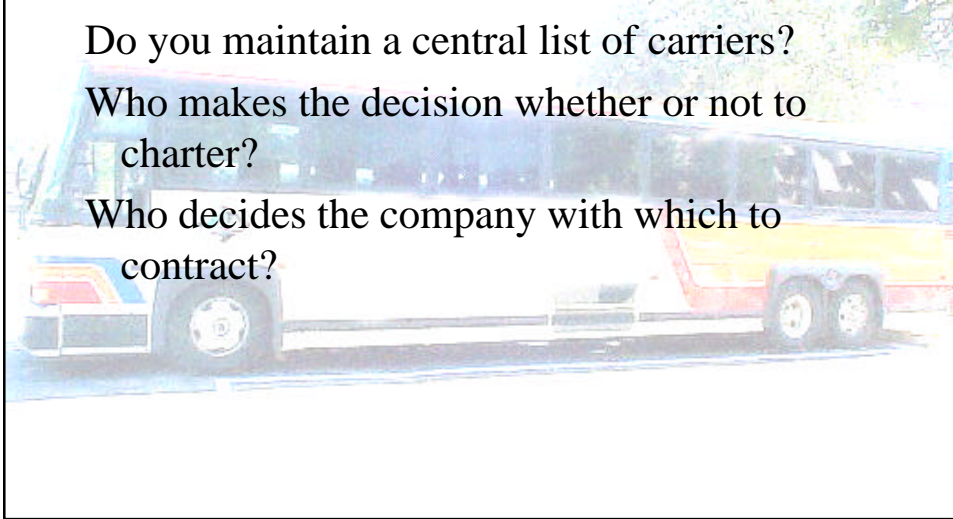 Do you maintain a central list of carriers?
Who makes the decision whether or not to
charter?
Who decides the company with which to
contract?